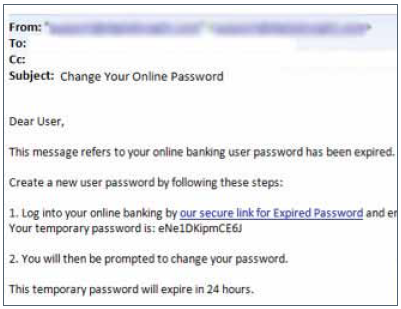 From: "
To:
Cc:
Subject: Change Your Online Password
Dear User,
This message refers to your online banking user password has been expired.
Create a new user password by following these steps:
1. Log into your online banking by our secure link for Expired Password and er
Your temporary password is: eNe1DKipmCE6J
2. You will then be prompted to change your password.
This temporary password will expire in 24 hours.